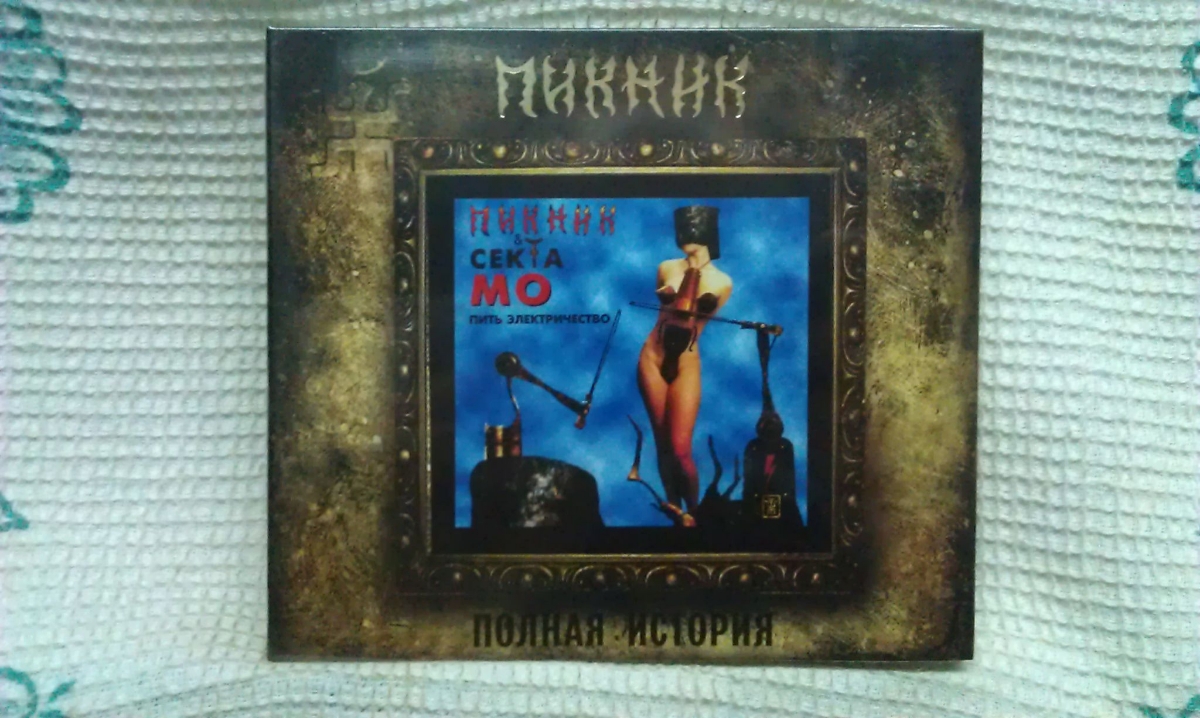 ПИКНИК
ПИКНИК
&
СЕКТА
МО
ПИТЬ ЭЛЕКТРИЧЕСТВО
ПОЛНАЯ ИСТОРИЯ